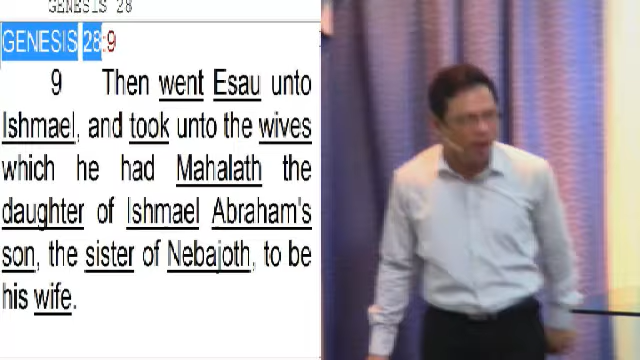 GENESIS 28
GENESIS 28:9
9 Then went Esau unto
Ishmael, and took unto the wives
which he had Mahalath the
daughter of Ishmael Abraham's
son, the sister of Nebajoth, to be
his wife.